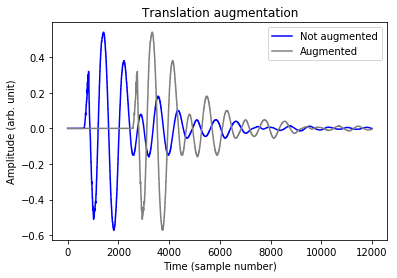 Translation augmentation
Not augmented
Augmented
Amplitude (arb. unit)
0.4
0.2
0.0
−0.2
−0.4
−0.6
0
2000
4000
6000
8000
10000
12000
Time (sample number)